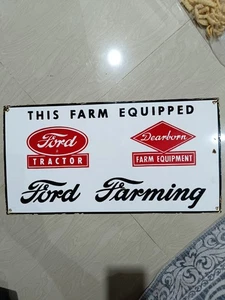 THIS FARM EQUIPPED
Ford
TRACTOR
Dearborn
FARM EQUIPMENT
Ford Farming